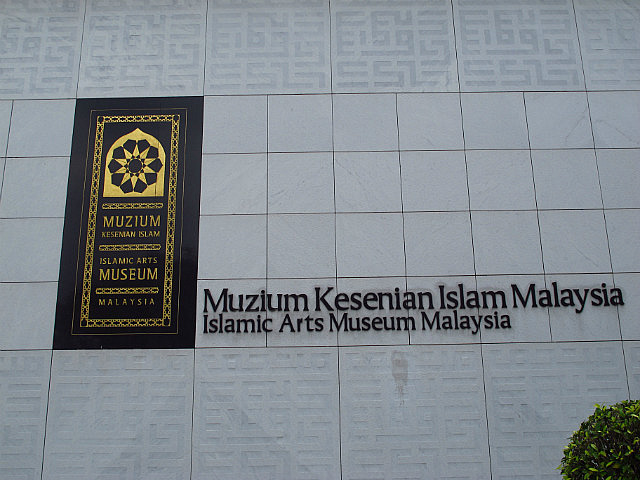 MUZIUM
KESENIAN ISLAM
ISLAMIC ARTS
MUSEUM
MALAYSIA
Muzium Kesenian Islam Malaysia
Islamic Arts Museum Malaysia